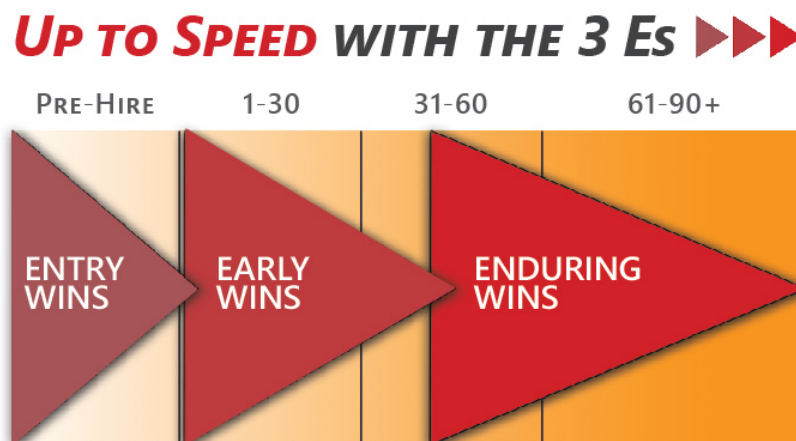 UP TO SPEED WITH THE 3 ES
PRE-HIRE 1-30 31-60 61-90+
ENTRY WINS
EARLY WINS
ENDURING WINS